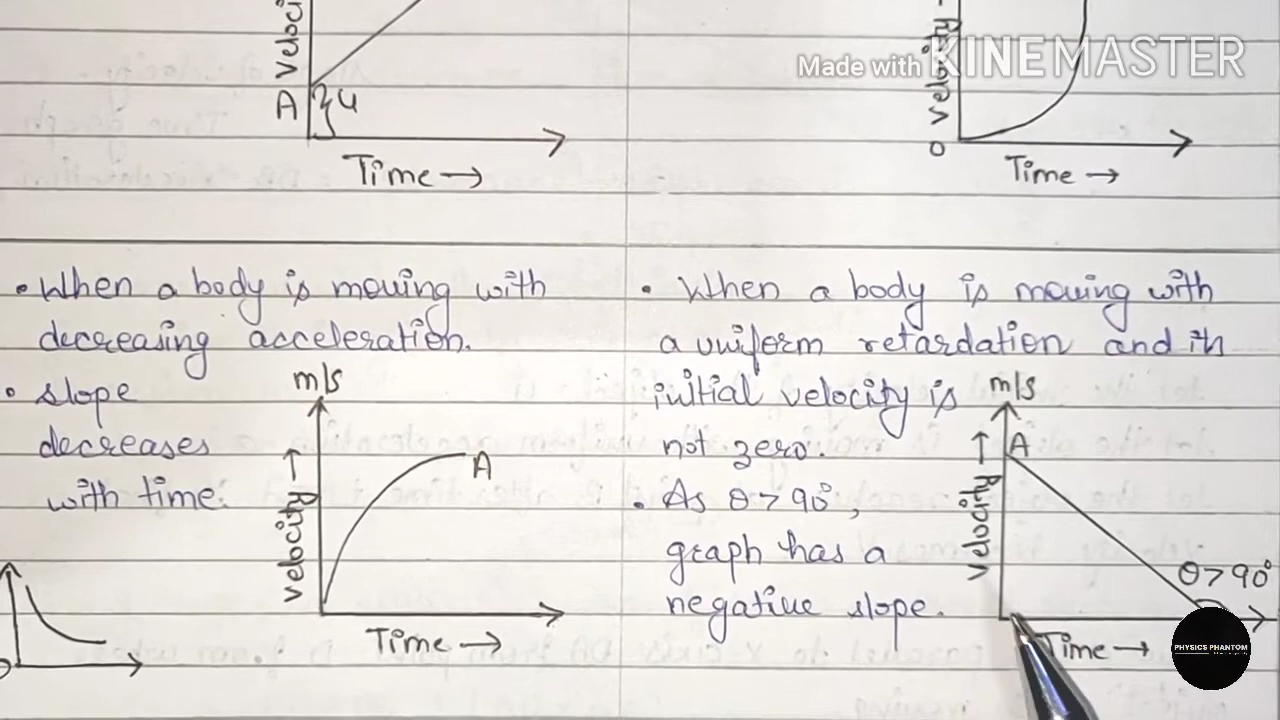 Made with KINEMASTER
A veloci
u
Time →
velocity
0
Time →
• When a body is moving with
decreasing acceleration.
• slope
decreases
with time.
m/s
velocity →
A
Time →
• When a body is moving with
a uniform retardation and its
initial velocity is
not zero.
• As θ > 90°,
graph has a
negative slope.
m/s
velocity →
A
θ > 90°
Time →
PHYSICS PHANTOM